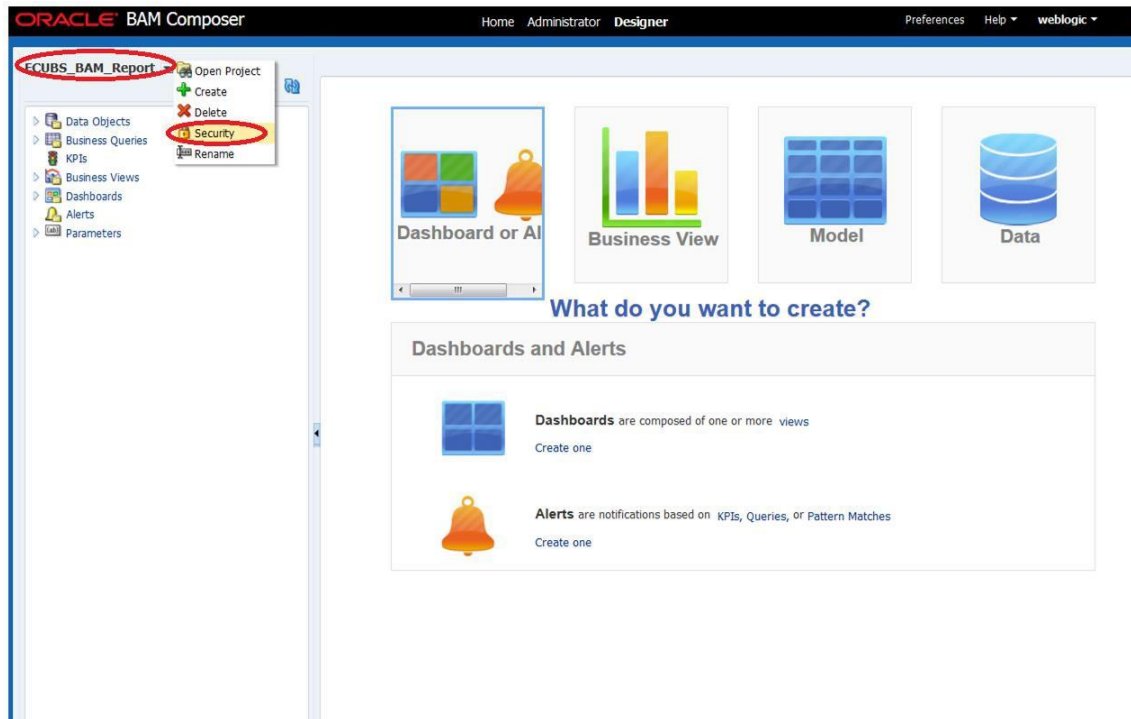 ORACLE® BAM Composer
Home Administrator Designer
Preferences Help weblogic
FCUBS_BAM_Report
Open Project
Create
Delete
Security
Rename
Data Objects
Business Queries
KPIs
Business Views
Dashboards
Alerts
Parameters
Dashboard or Al
Business View
Model
Data
What do you want to create?
Dashboards and Alerts
Dashboards are composed of one or more views
Create one
Alerts are notifications based on KPIs, Queries, or Pattern Matches
Create one